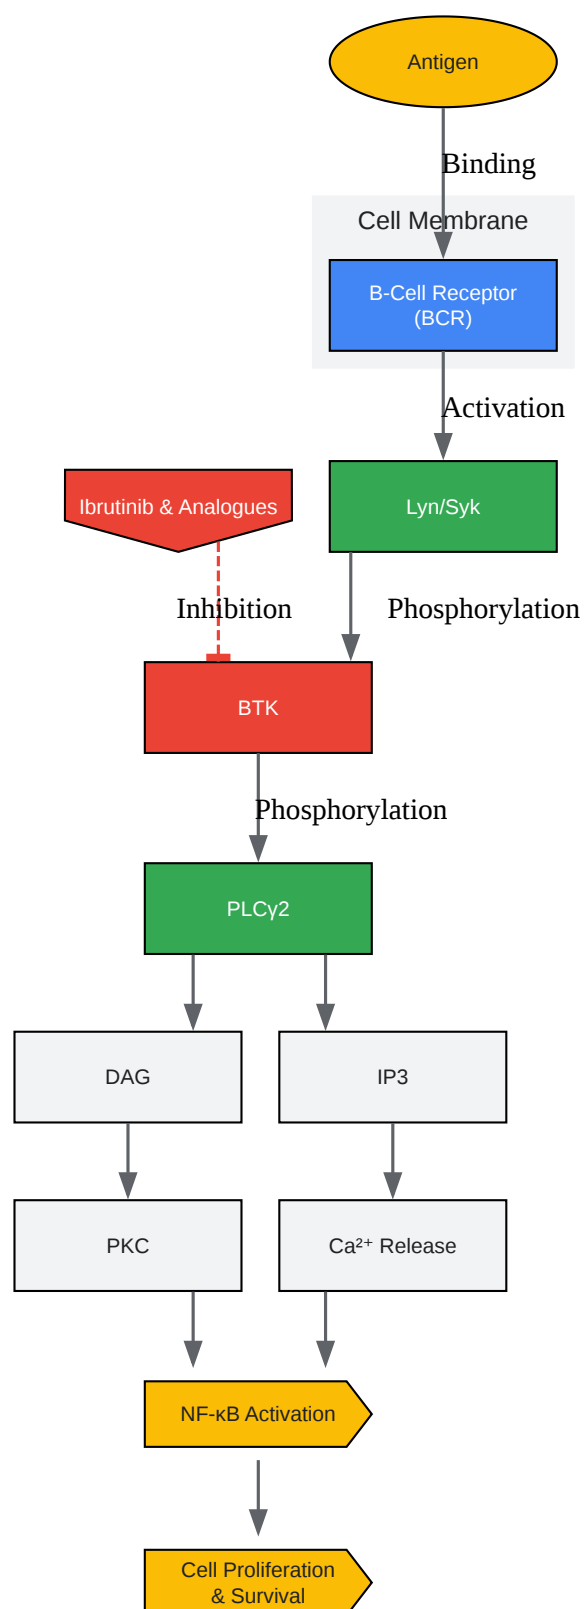 Antigen
Binding
Cell Membrane
B-Cell Receptor
(BCR)
Activation
Ibrutinib & Analogues
Lyn/Syk
Inhibition
Phosphorylation
BTK
Phosphorylation
PLCγ2
DAG
IP3
PKC
Ca²⁺ Release
NF-κB Activation
Cell Proliferation
& Survival